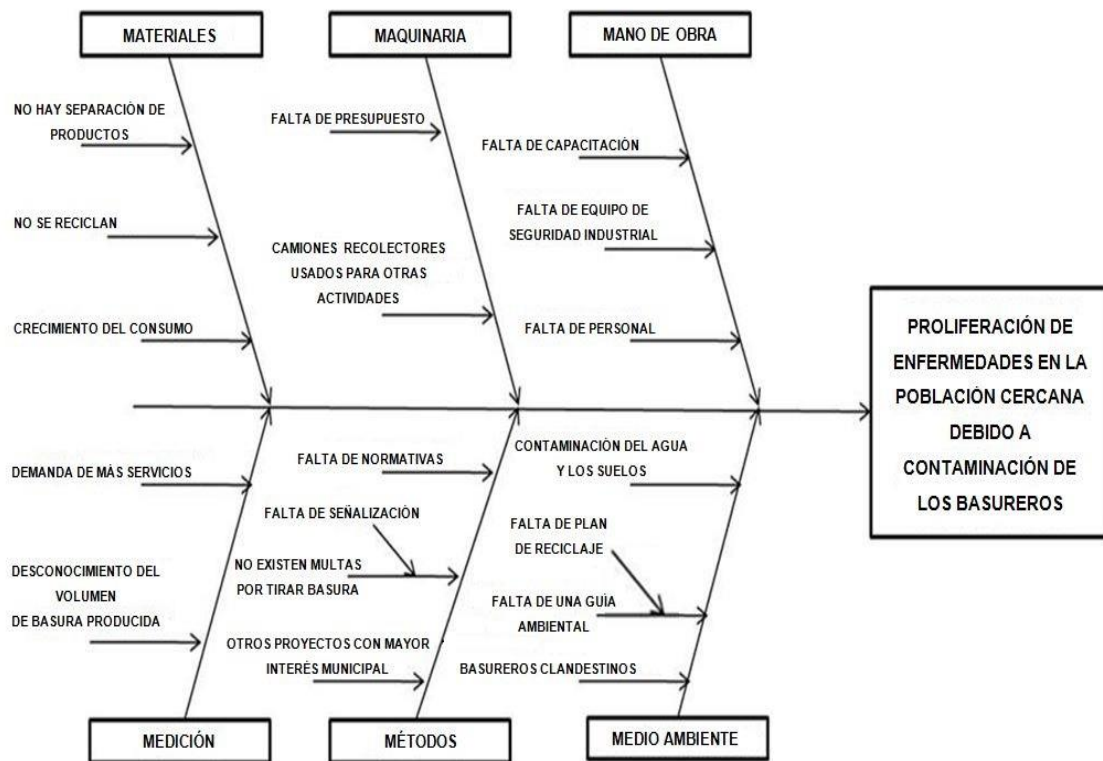 MATERIALES
MAQUINARIA
MANO DE OBRA
NO HAY SEPARACIÓN DE
PRODUCTOS
NO SE RECICLAN
CRECIMIENTO DEL CONSUMO
FALTA DE PRESUPUESTO
CAMIONES RECOLECTORES
USADOS PARA OTRAS
ACTIVIDADES
FALTA DE CAPACITACIÓN
FALTA DE EQUIPO DE
SEGURIDAD INDUSTRIAL
FALTA DE PERSONAL
PROLIFERACIÓN DE
ENFERMEDADES EN LA
POBLACIÓN CERCANA
DEBIDO A
CONTAMINACIÓN DE
LOS BASUREROS
DEMANDA DE MÁS SERVICIOS
DESCONOCIMIENTO DEL
VOLUMEN
DE BASURA PRODUCIDA
FALTA DE NORMATIVAS
FALTA DE SEÑALIZACIÓN
NO EXISTEN MULTAS
POR TIRAR BASURA
OTROS PROYECTOS CON MAYOR
INTERÉS MUNICIPAL
CONTAMINACIÓN DEL AGUA
Y LOS SUELOS
FALTA DE PLAN
DE RECICLAJE
FALTA DE UNA GUÍA
AMBIENTAL
BASUREROS CLANDESTINOS
MEDICIÓN
MÉTODOS
MEDIO AMBIENTE